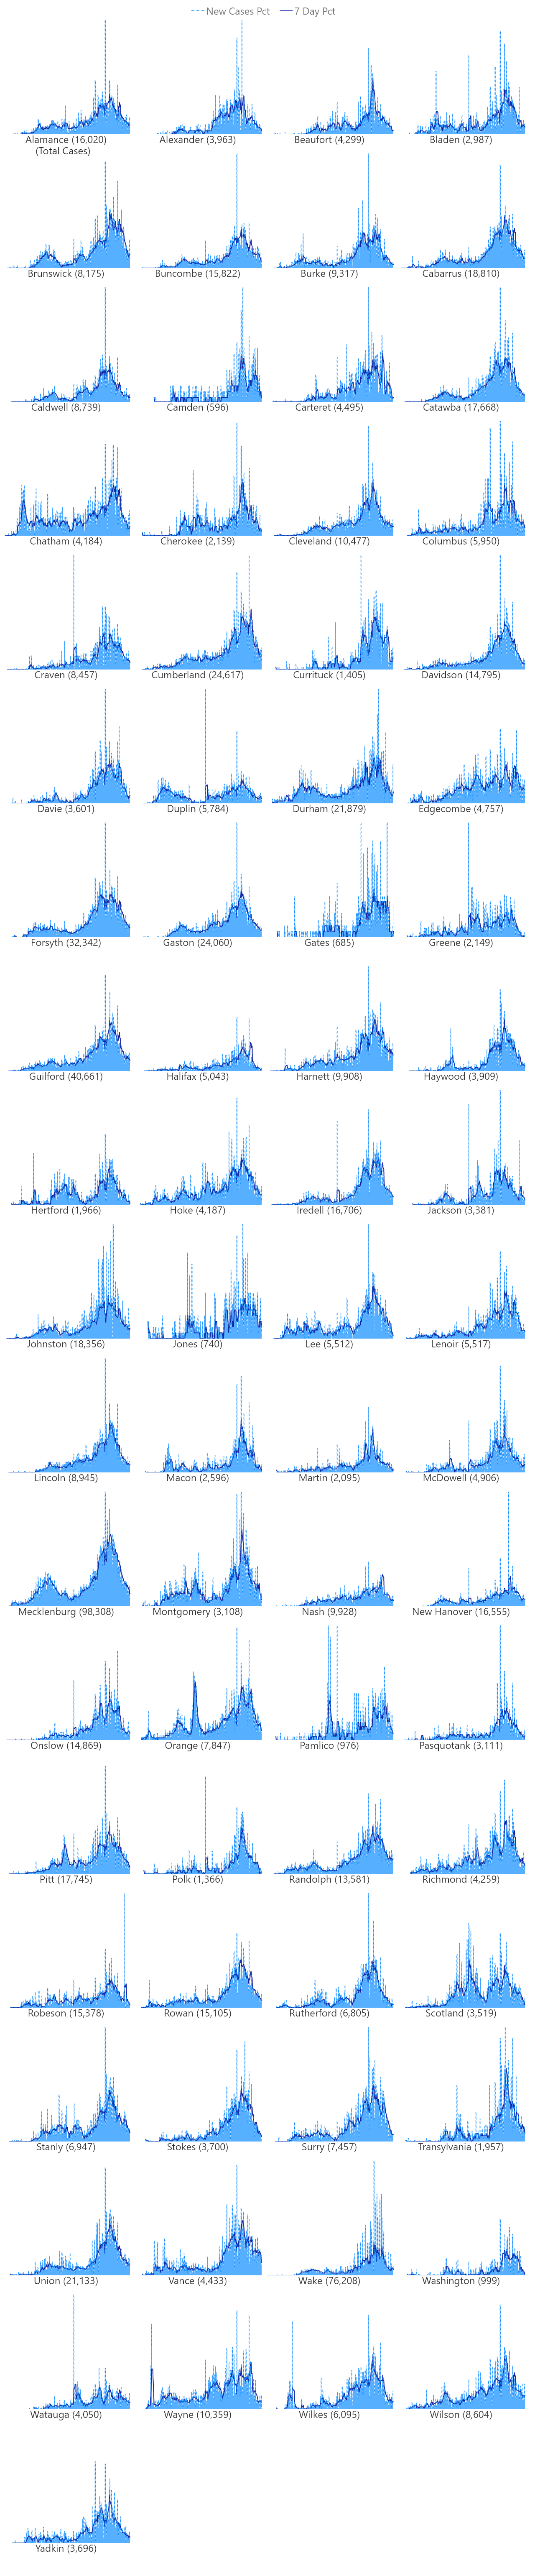 New Cases Pct 7 Day Pct
Alamance (16,020) Alexander (3,963) Beaufort (4,299) Bladen (2,987)
(Total Cases)
Brunswick (8,175) Buncombe (15,822) Burke (9,317) Cabarrus (18,810)
Caldwell (8,739) Camden (596) Carteret (4,495) Catawba (17,668)
Chatham (4,184) Cherokee (2,139) Cleveland (10,477) Columbus (5,950)
Craven (8,457) Cumberland (24,617) Currituck (1,405) Davidson (14,795)
Davie (3,601) Duplin (5,784) Durham (21,879) Edgecombe (4,757)
Forsyth (32,342) Gaston (24,060) Gates (685) Greene (2,149)
Guilford (40,661) Halifax (5,043) Harnett (9,908) Haywood (3,909)
Hertford (1,966) Hoke (4,187) Iredell (16,706) Jackson (3,381)
Johnston (18,356) Jones (740) Lee (5,512) Lenoir (5,517)
Lincoln (8,945) Macon (2,596) Martin (2,095) McDowell (4,906)
Mecklenburg (98,308) Montgomery (3,108) Nash (9,928) New Hanover (16,555)
Onslow (14,869) Orange (7,847) Pamlico (976) Pasquotank (3,111)
Pitt (17,745) Polk (1,366) Randolph (13,581) Richmond (4,259)
Robeson (15,378) Rowan (15,105) Rutherford (6,805) Scotland (3,519)
Stanly (6,947) Stokes (3,700) Surry (7,457) Transylvania (1,957)
Union (21,133) Vance (4,433) Wake (76,208) Washington (999)
Watauga (4,050) Wayne (10,359) Wilkes (6,095) Wilson (8,604)
Yadkin (3,696)